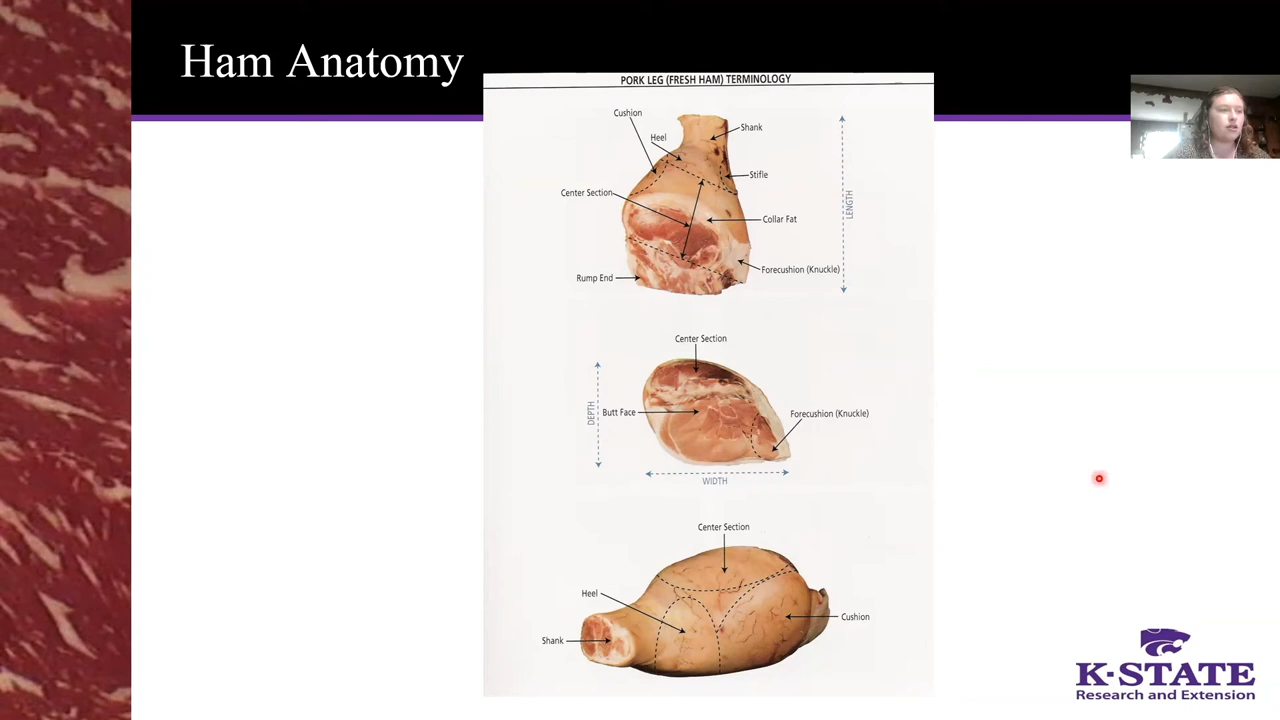 Ham Anatomy
PORK LEG (FRESH HAM) TERMINOLOGY
Cushion
Heel
Shank
Stifle
Center Section
LENGTH
Collar Fat
Forecushion (Knuckle)
Rump End
Center Section
DEPTH
Butt Face
Forecushion (Knuckle)
WIDTH
Center Section
Heel
Shank
Cushion
K-STATE
Research and Extension